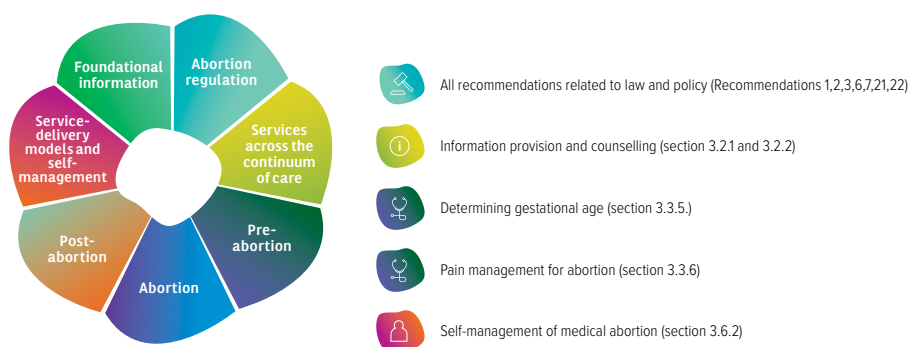 Foundational
information
Abortion
regulation
Services
across the
continuum
of care
Pre-
abortion
Abortion
Post-
abortion
Service-
delivery
models and
self-
management
All recommendations related to law and policy (Recommendations 1,2,3,6,7,21,22)
Information provision and counselling (section 3.2.1 and 3.2.2)
Determining gestational age (section 3.3.5.)
Pain management for abortion (section 3.3.6)
Self-management of medical abortion (section 3.6.2)